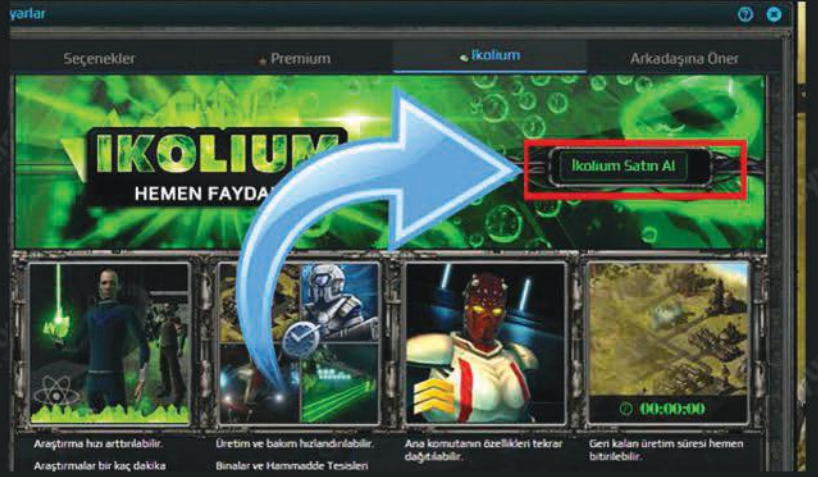 yarlar
Seçenekler
Premium
Ikolium
Arkadaşına Öner
IKOLIUM
HEMEN
İkolium Satın Al
00:00:00
Araştırma hızı arttırılabilir.
Araştırmalar bir kaç dakika
Üretim ve bakım hızlandırılabilir.
Binalar ve Hammadde Tesisleri
Ana komutanın özellikleri tekrar
dağıtılabilir.
Geri kalan üretim süresi hemen
bitirilebilir.